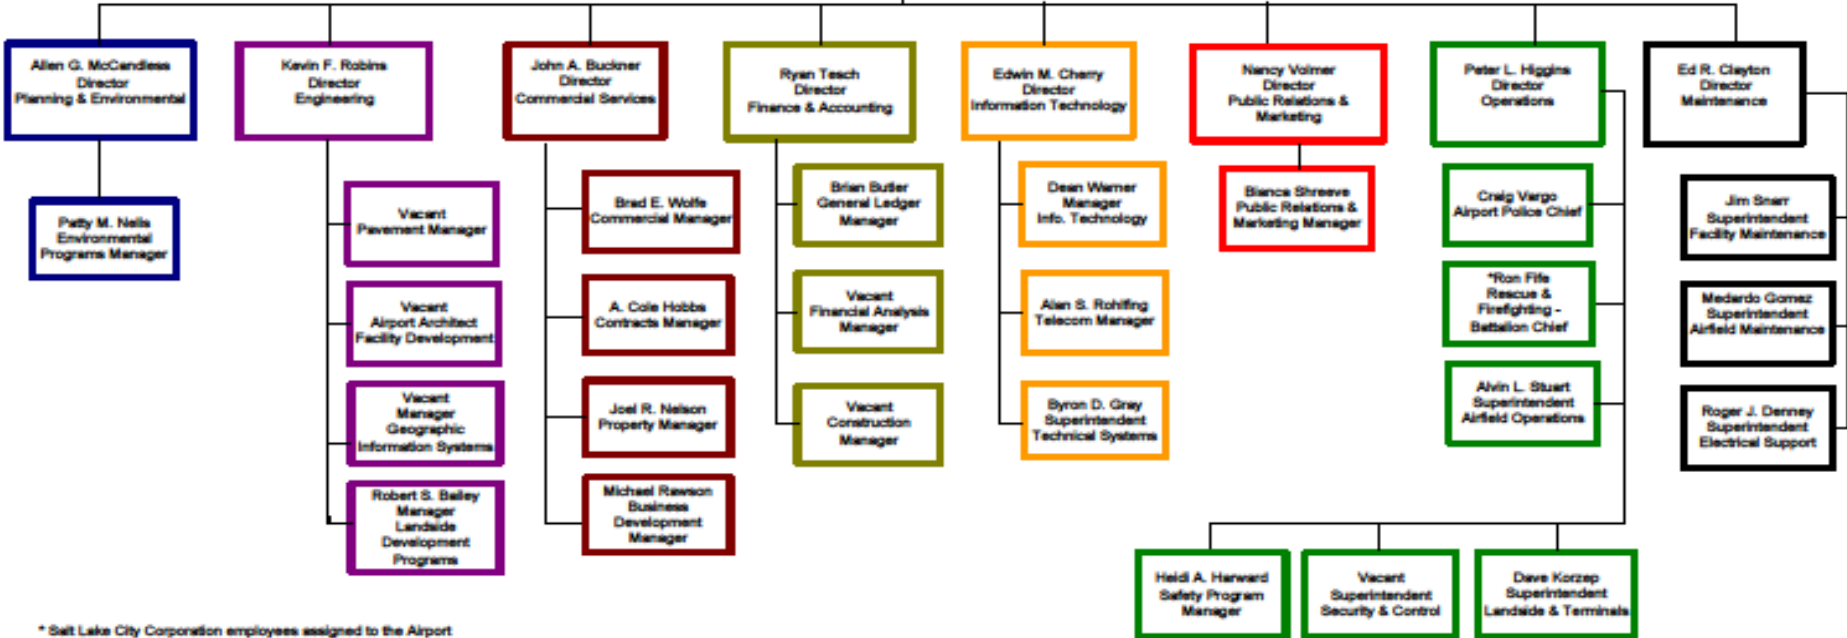 Allen G. McCandless
Director
Planning & Environmental
Patty M. Nelis
Environmental
Programs Manager
Kevin F. Robins
Director
Engineering
Vacant
Pavement Manager
Vacant
Airport Architect
Facility Development
Vacant
Manager
Geographic
Information Systems
Robert S. Bailey
Manager
Landside
Development
Programs
John A. Buckner
Director
Commercial Services
Brad E. Wolfe
Commercial Manager
A. Cole Hobbs
Contracts Manager
Joel R. Nelson
Property Manager
Michael Rawson
Business
Development
Manager
Ryan Tesch
Director
Finance & Accounting
Brian Butler
General Ledger
Manager
Vacant
Financial Analysis
Manager
Vacant
Construction
Manager
Edwin M. Cherry
Director
Information Technology
Dean Warner
Manager
Info. Technology
Alan S. Rohlfing
Telecom Manager
Byron D. Gray
Superintendent
Technical Systems
Nancy Volmer
Director
Public Relations &
Marketing
Bianca Shreeve
Public Relations &
Marketing Manager
Peter L. Higgins
Director
Operations
Craig Vargo
Airport Police Chief
*Ron Fife
Rescue &
Firefighting -
Battalion Chief
Alvin L. Stuart
Superintendent
Airfield Operations
Heidi A. Harward
Safety Program
Manager
Vacant
Superintendent
Security & Control
Dave Korzep
Superintendent
Landside & Terminals
Ed R. Clayton
Director
Maintenance
Jim Snarr
Superintendent
Facility Maintenance
Medardo Gomez
Superintendent
Airfield Maintenance
Roger J. Denney
Superintendent
Electrical Support
* Salt Lake City Corporation employees assigned to the Airport